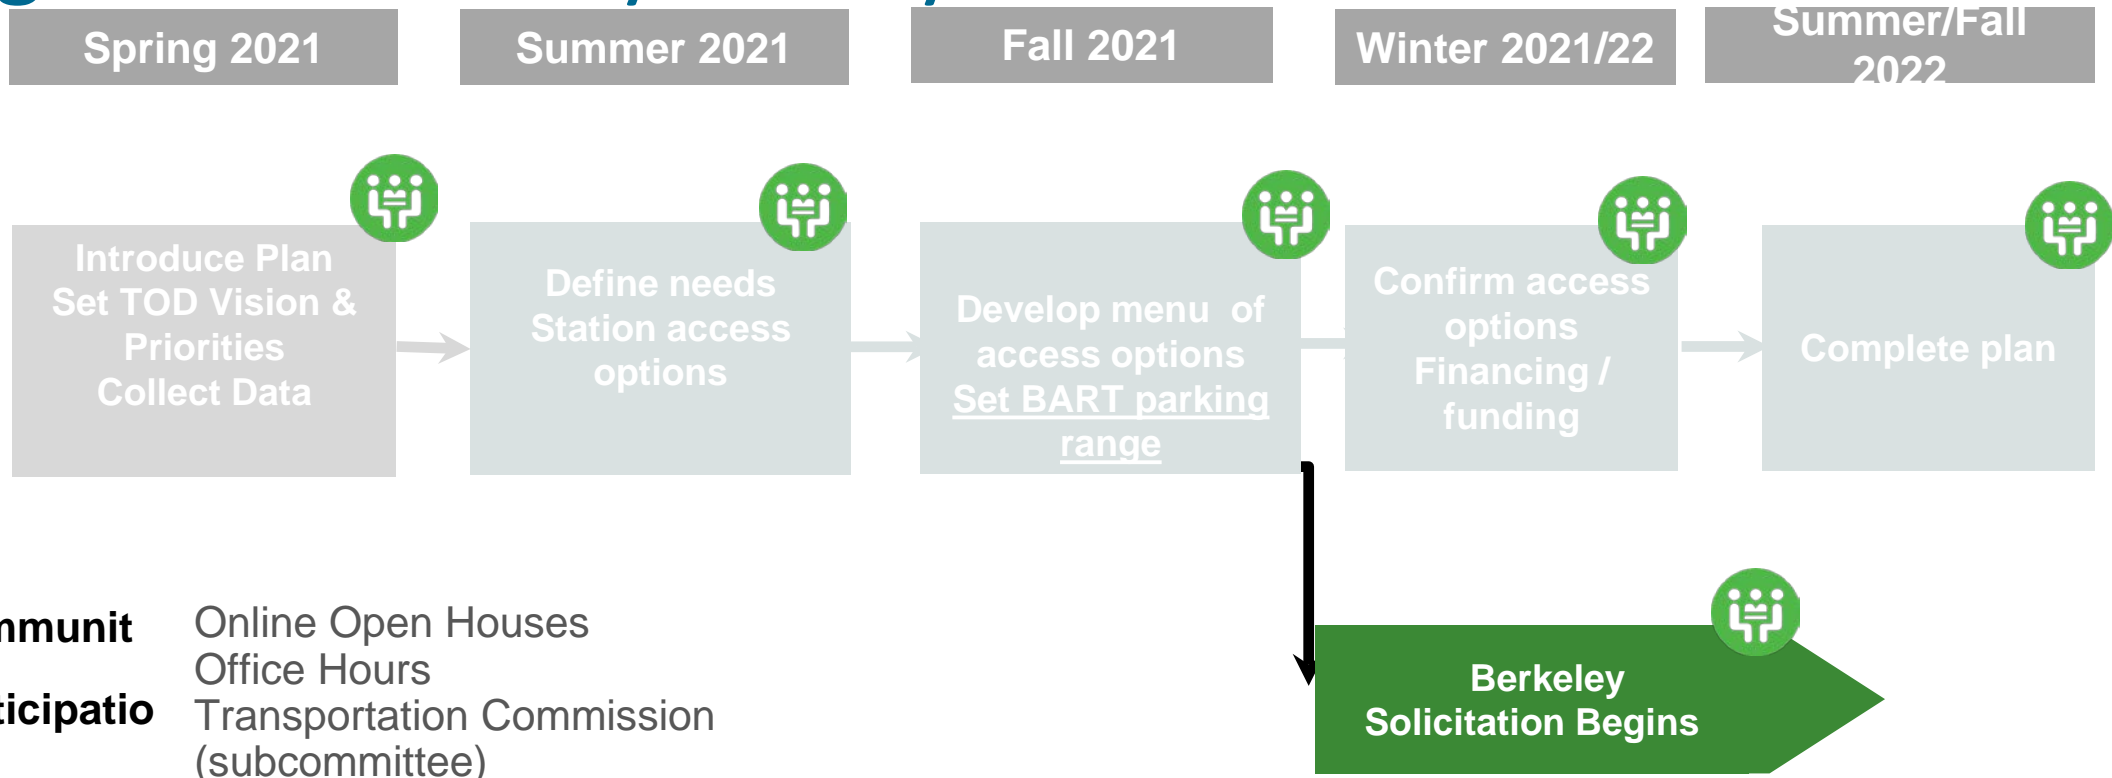 Spring 2021
Summer 2021
Fall 2021
Winter 2021/22
Summer/Fall
2022
Introduce Plan
Set TOD Vision &
Priorities
Collect Data
Define needs
Station access
options
Develop menu of
access options
Set BART parking
range
Confirm access
options
Financing /
funding
Complete plan
mmunit
ticipatio
Online Open Houses
Office Hours
Transportation Commission
(subcommittee)
Berkeley
Solicitation Begins